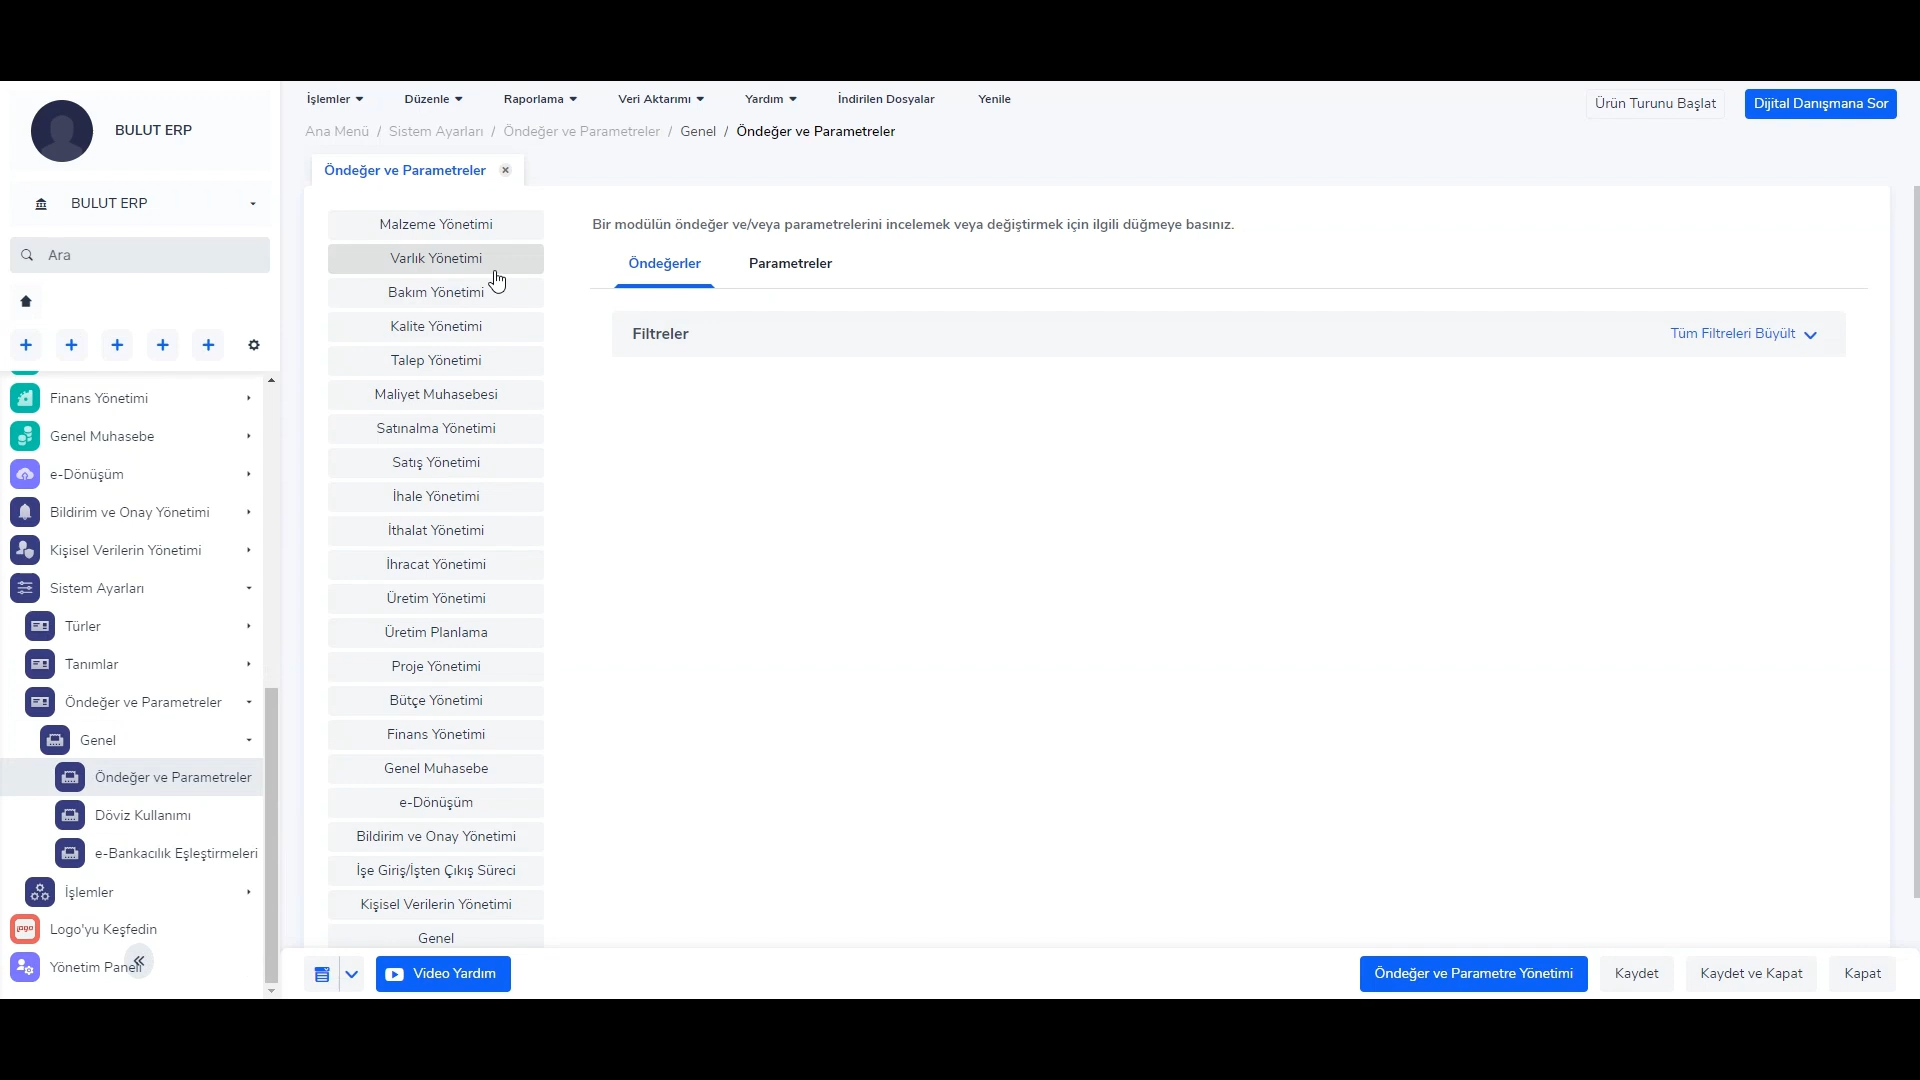 BULUT ERP
BULUT ERP
Ara
Finans Yönetimi
Genel Muhasebe
e-Dönüşüm
Bildirim ve Onay Yönetimi
Kişisel Verilerin Yönetimi
Sistem Ayarları
Türler
Tanımlar
Öndeğer ve Parametreler
Genel
Öndeğer ve Parametreler
Döviz Kullanımı
e-Bankacılık Eşleştirmeleri
İşlemler
LOGO
Logo'yu Keşfedin
Yönetim Paneli
İşlemler
Düzenle
Raporlama
Veri Aktarımı
Yardım
İndirilen Dosyalar
Yenile
Ürün Turunu Başlat
Dijital Danışmana Sor
Ana Menü / Sistem Ayarları / Öndeğer ve Parametreler / Genel / Öndeğer ve Parametreler
Öndeğer ve Parametreler
Malzeme Yönetimi
Varlık Yönetimi
Bakım Yönetimi
Kalite Yönetimi
Talep Yönetimi
Maliyet Muhasebesi
Satınalma Yönetimi
Satış Yönetimi
İhale Yönetimi
İthalat Yönetimi
İhracat Yönetimi
Üretim Yönetimi
Üretim Planlama
Proje Yönetimi
Bütçe Yönetimi
Finans Yönetimi
Genel Muhasebe
e-Dönüşüm
Bildirim ve Onay Yönetimi
İşe Giriş/İşten Çıkış Süreci
Kişisel Verilerin Yönetimi
Genel
Bir modülün öndeğer ve/veya parametrelerini incelemek veya değiştirmek için ilgili düğmeye basınız.
Öndeğerler
Parametreler
Filtreler
Tüm Filtreleri Büyült
Video Yardım
Öndeğer ve Parametre Yönetimi
Kaydet
Kaydet ve Kapat
Kapat